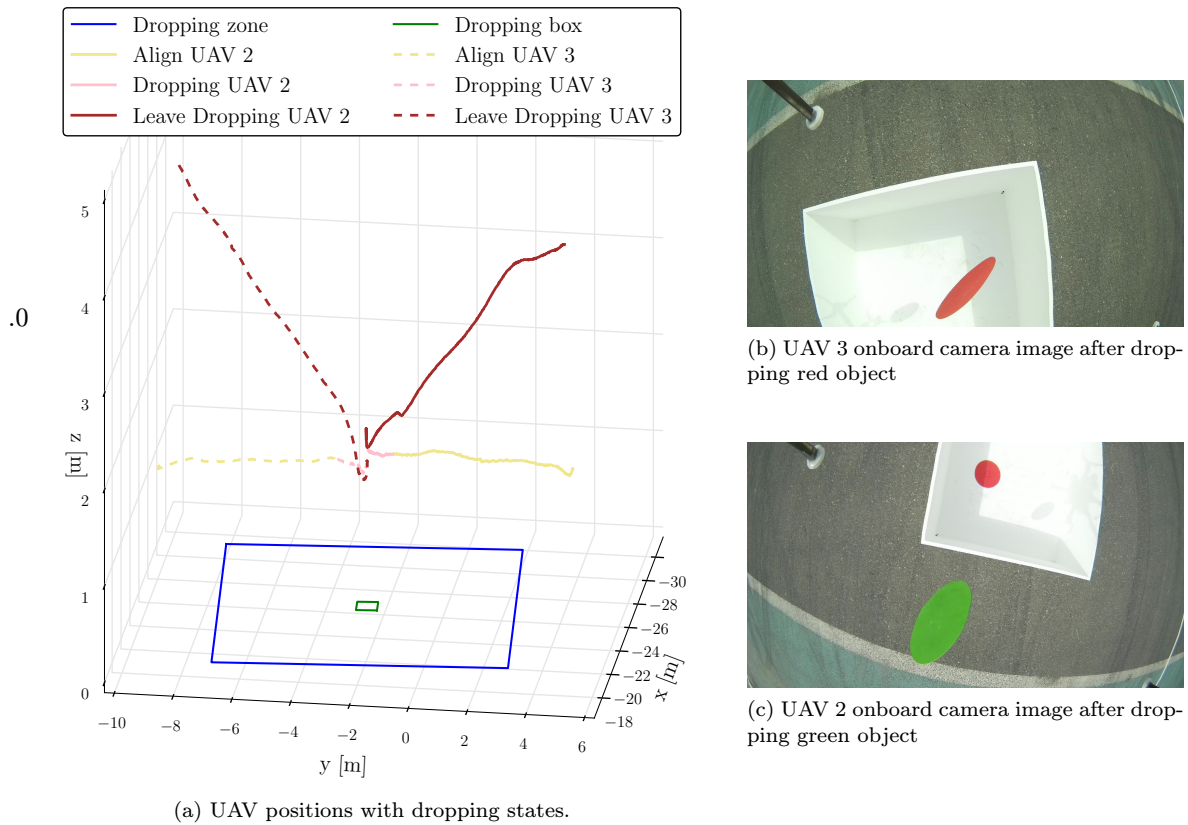 Dropping zone
Dropping box
Align UAV 2
Align UAV 3
Dropping UAV 2
Dropping UAV 3
Leave Dropping UAV 2
Leave Dropping UAV 3
5
4
3
2
1
0
z [m]
.0
−10
−8
−6
−4
−2
0
2
4
6
y [m]
−30
−28
−26
−24
−22
−20
−18
x [m]
(a) UAV positions with dropping states.
(b) UAV 3 onboard camera image after drop-
ping red object
(c) UAV 2 onboard camera image after drop-
ping green object